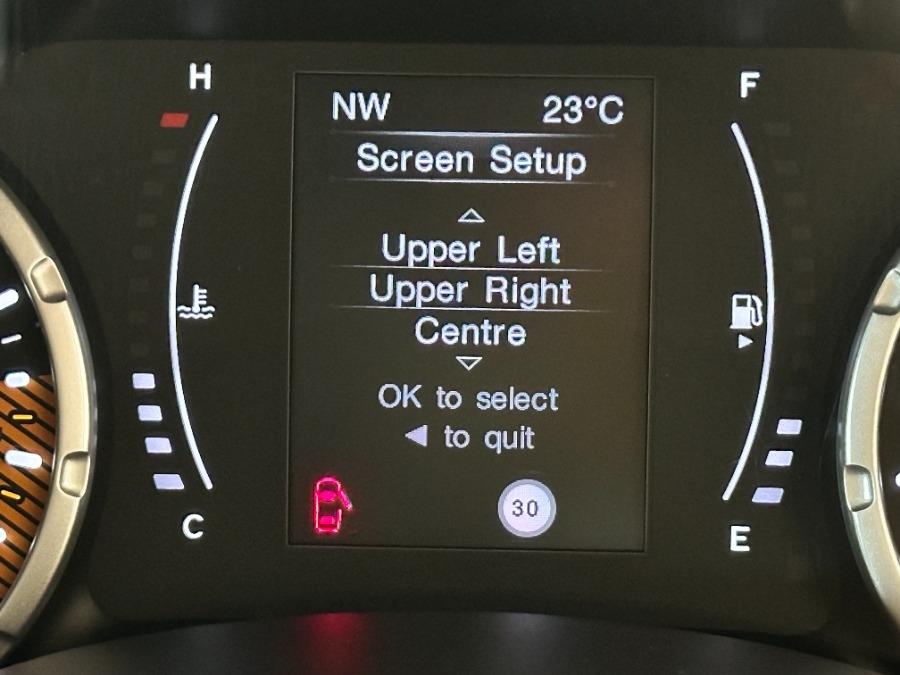 H
F
NW 23°C
Screen Setup
Upper Left
Upper Right
Centre
OK to select
◀ to quit
30
C
E